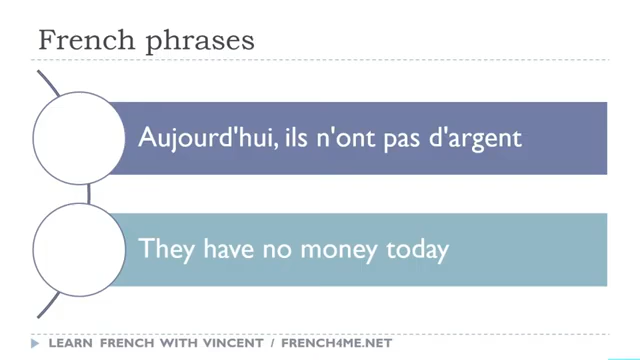 French phrases
Aujourd'hui, ils n'ont pas d'argent
They have no money today
LEARN FRENCH WITH VINCENT / FRENCH4ME.NET